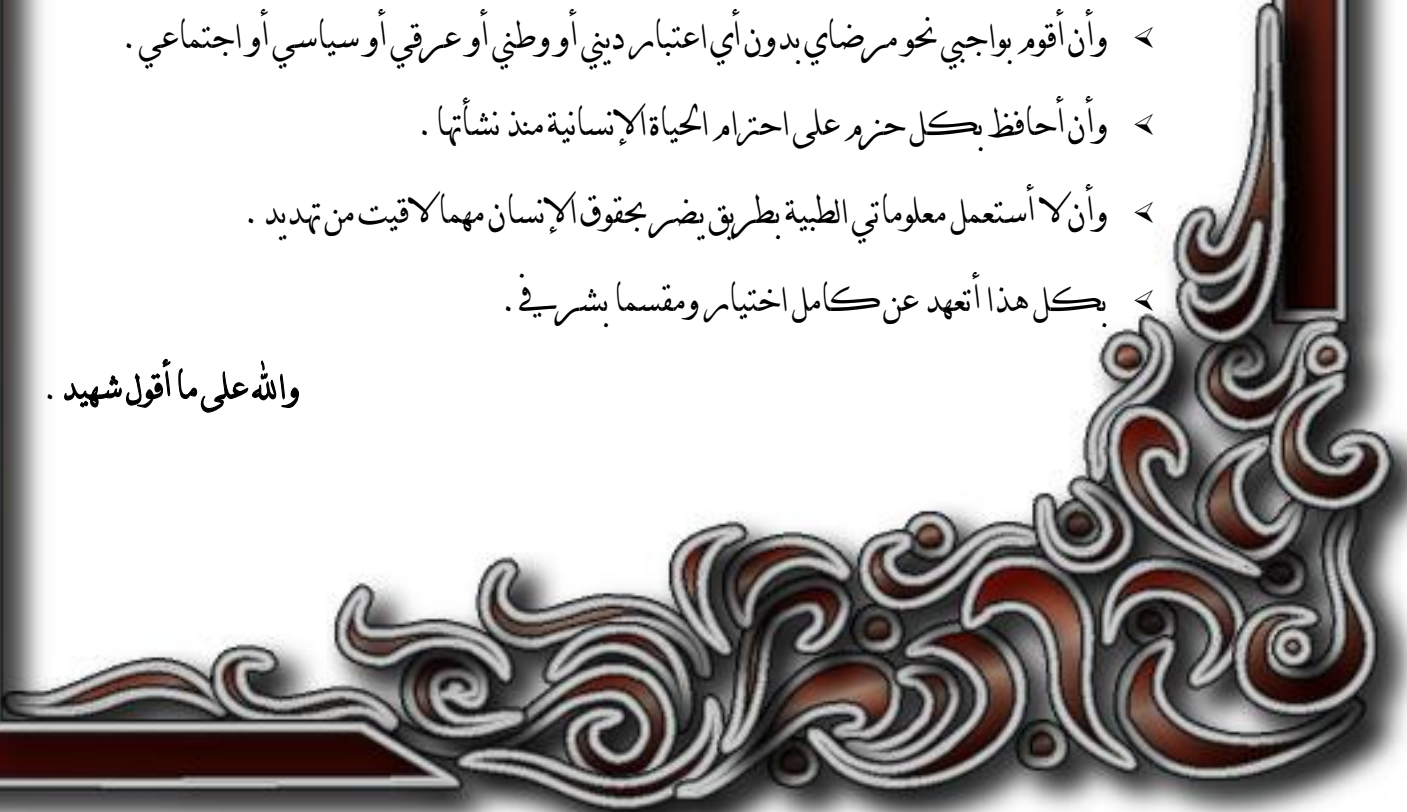 وأن أقوم بواجبي نحو مرضاي بدون أي اعتبار ديني أو وطني أو عرقي أو سياسي أو اجتماعي .
وأن أحافظ بكل حزم على احترام الحياة الإنسانية منذ نشأتها .
وأن لا أستعمل معلوماتي الطبية بطريق يضر بحقوق الإنسان مهما لاقيت من تهديد .
بكل هذا أتعهد عن كامل اختيار ومقسما بشرفي .
والله على ما أقول شهيد .